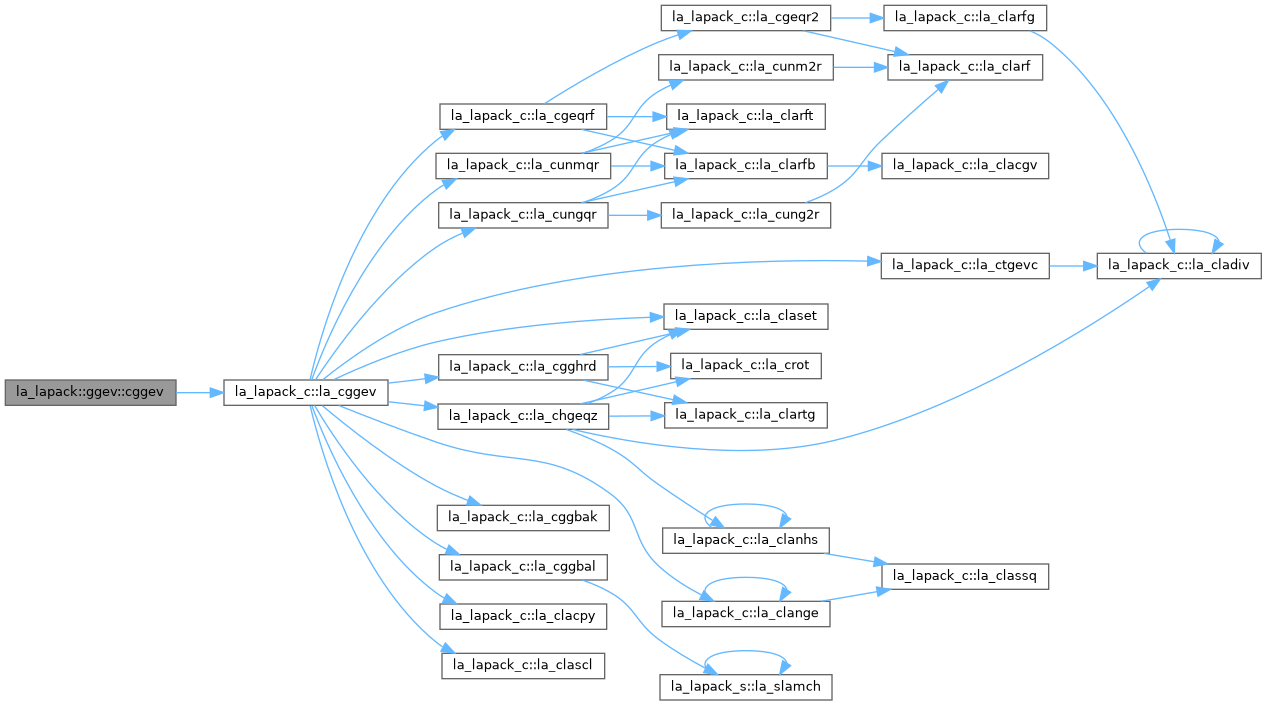 la_lapack_c::la_cgeqr2
la_lapack_c::la_clarfg
la_lapack_c::la_cunm2r
la_lapack_c::la_clarf
la_lapack_c::la_cgeqrf
la_lapack_c::la_clarft
la_lapack_c::la_cunmqr
la_lapack_c::la_clarfb
la_lapack_c::la_clacgv
la_lapack_c::la_cungqr
la_lapack_c::la_cung2r
la_lapack_c::la_ctgevc
la_lapack_c::la_cladiv
la_lapack_c::la_claset
la_lapack_c::la_cgghrd
la_lapack_c::la_crot
la_lapack::ggev::cggev
la_lapack_c::la_cggev
la_lapack_c::la_chgeqz
la_lapack_c::la_clartg
la_lapack_c::la_cggbak
la_lapack_c::la_clanhs
la_lapack_c::la_cggbal
la_lapack_c::la_classq
la_lapack_c::la_clacpy
la_lapack_c::la_clange
la_lapack_c::la_clascl
la_lapack_s::la_slamch